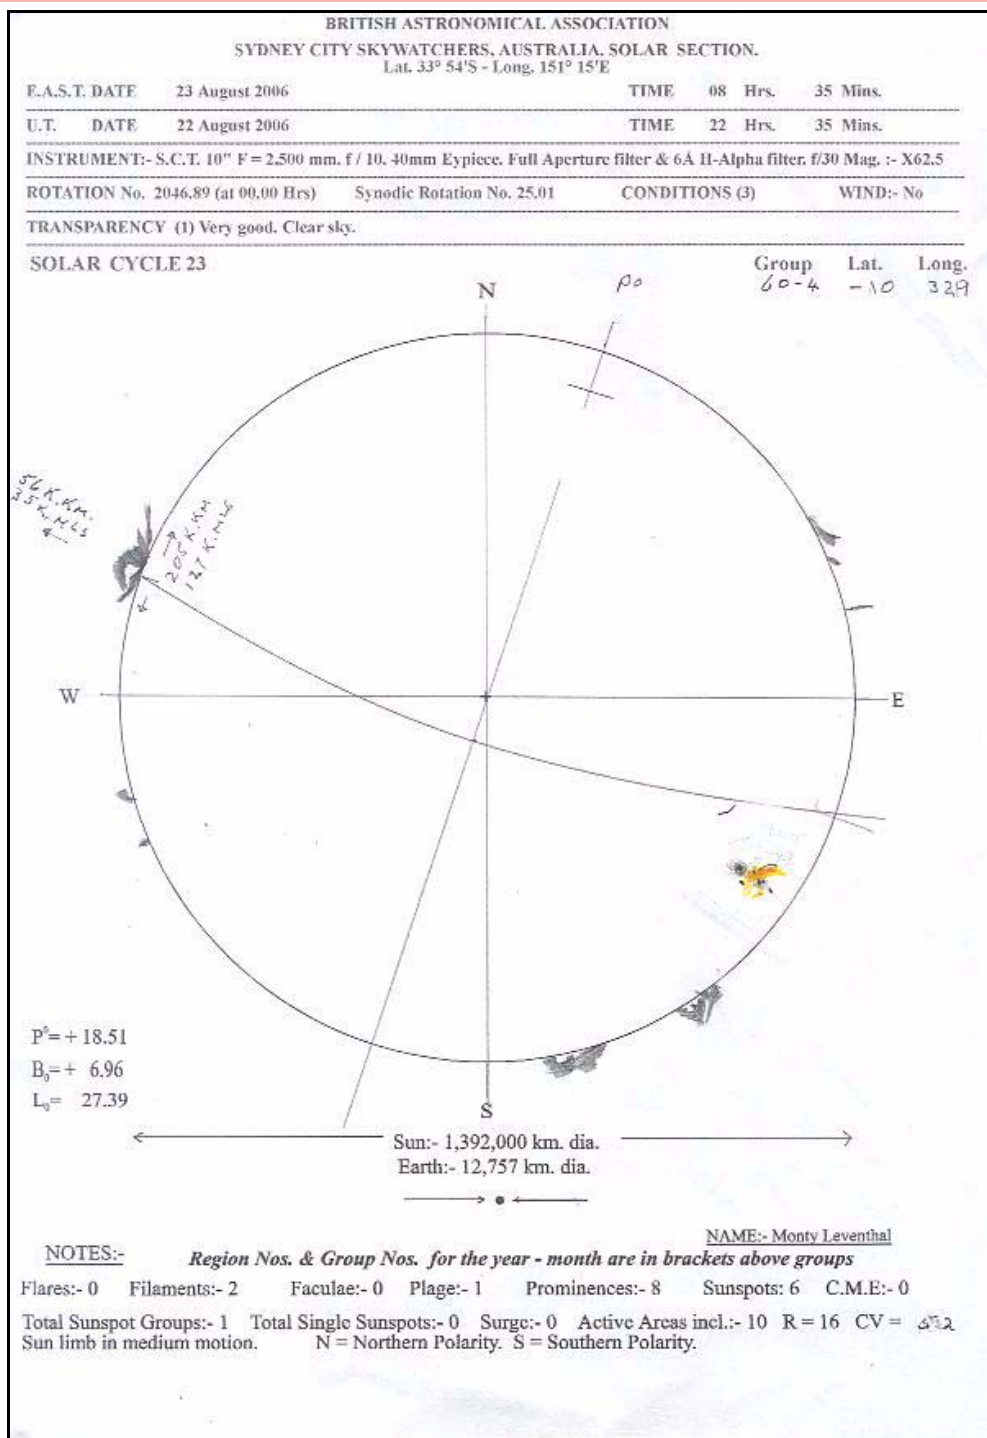 BRITISH ASTRONOMICAL ASSOCIATION
SYDNEY CITY SKYWATCHERS, AUSTRALIA. SOLAR SECTION.
Lat. 33° 54'S - Long. 151° 15'E
E.A.S.T. DATE 23 August 2006 TIME 08 Hrs. 35 Mins.
U.T. DATE 22 August 2006 TIME 22 Hrs. 35 Mins.
INSTRUMENT:- S.C.T. 10" F = 2,500 mm. f / 10. 40mm Eypiece. Full Aperture filter & 6Å H-Alpha filter. f/30 Mag. :- X62.5
ROTATION No. 2046.89 (at 00.00 Hrs) Synodic Rotation No. 25.01 CONDITIONS (3) WIND:- No
TRANSPARENCY (1) Very good. Clear sky.
SOLAR CYCLE 23 Group Lat. Long.
60-4 -10 329
N
P0
56 K.KM.
35 K.MLS
205 K.KM
127 K.MLS
W
E
P°= + 18.51
B₀= + 6.96
L₀= 27.39
S
Sun:- 1,392,000 km. dia.
Earth:- 12,757 km. dia.
NAME:- Monty Leventhal
NOTES:- Region Nos. & Group Nos. for the year - month are in brackets above groups
Flares:- 0 Filaments:- 2 Faculae:- 0 Plage:- 1 Prominences:- 8 Sunspots: 6 C.M.E:- 0
Total Sunspot Groups:- 1 Total Single Sunspots:- 0 Surge:- 0 Active Areas incl.:- 10 R = 16 CV =
Sun limb in medium motion. N = Northern Polarity. S = Southern Polarity.